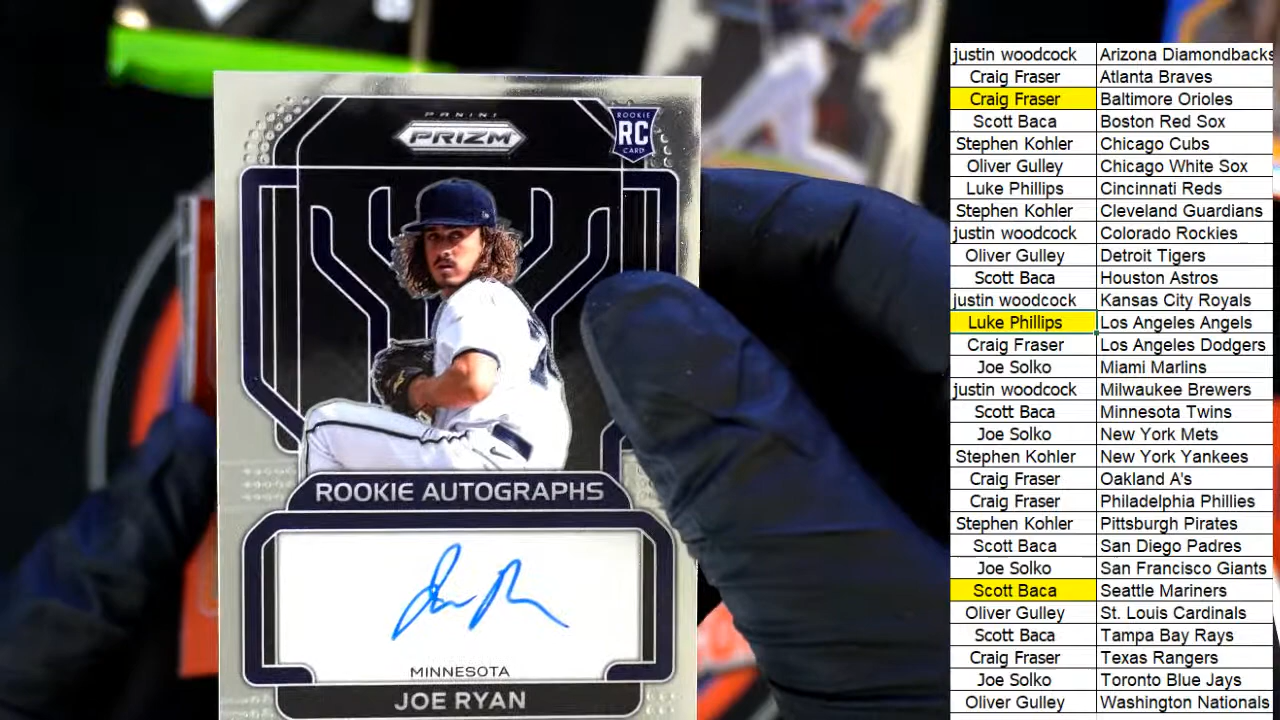 PANINI
PRIZM
ROOKIE
RC
CARD
ROOKIE AUTOGRAPHS
MINNESOTA
JOE RYAN
justin woodcock Arizona Diamondbacks
Craig Fraser Atlanta Braves
Craig Fraser Baltimore Orioles
Scott Baca Boston Red Sox
Stephen Kohler Chicago Cubs
Oliver Gulley Chicago White Sox
Luke Phillips Cincinnati Reds
Stephen Kohler Cleveland Guardians
justin woodcock Colorado Rockies
Oliver Gulley Detroit Tigers
Scott Baca Houston Astros
justin woodcock Kansas City Royals
Luke Phillips Los Angeles Angels
Craig Fraser Los Angeles Dodgers
Joe Solko Miami Marlins
justin woodcock Milwaukee Brewers
Scott Baca Minnesota Twins
Joe Solko New York Mets
Stephen Kohler New York Yankees
Craig Fraser Oakland A's
Craig Fraser Philadelphia Phillies
Stephen Kohler Pittsburgh Pirates
Scott Baca San Diego Padres
Joe Solko San Francisco Giants
Scott Baca Seattle Mariners
Oliver Gulley St. Louis Cardinals
Scott Baca Tampa Bay Rays
Craig Fraser Texas Rangers
Joe Solko Toronto Blue Jays
Oliver Gulley Washington Nationals